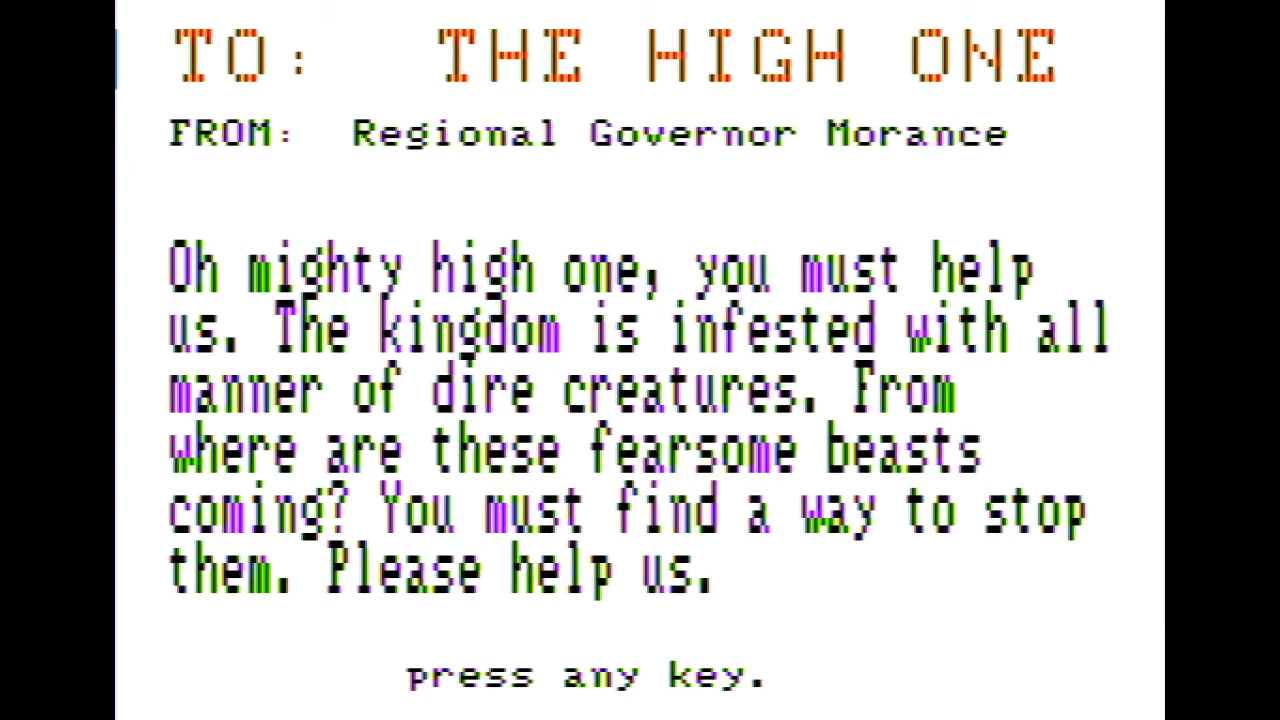 TO: THE HIGH ONE
FROM: Regional Governor Morance
Oh mighty high one, you must help
us. The kingdom is infested with all
manner of dire creatures. From
where are these fearsome beasts
coming? You must find a way to stop
them. Please help us.
press any key.